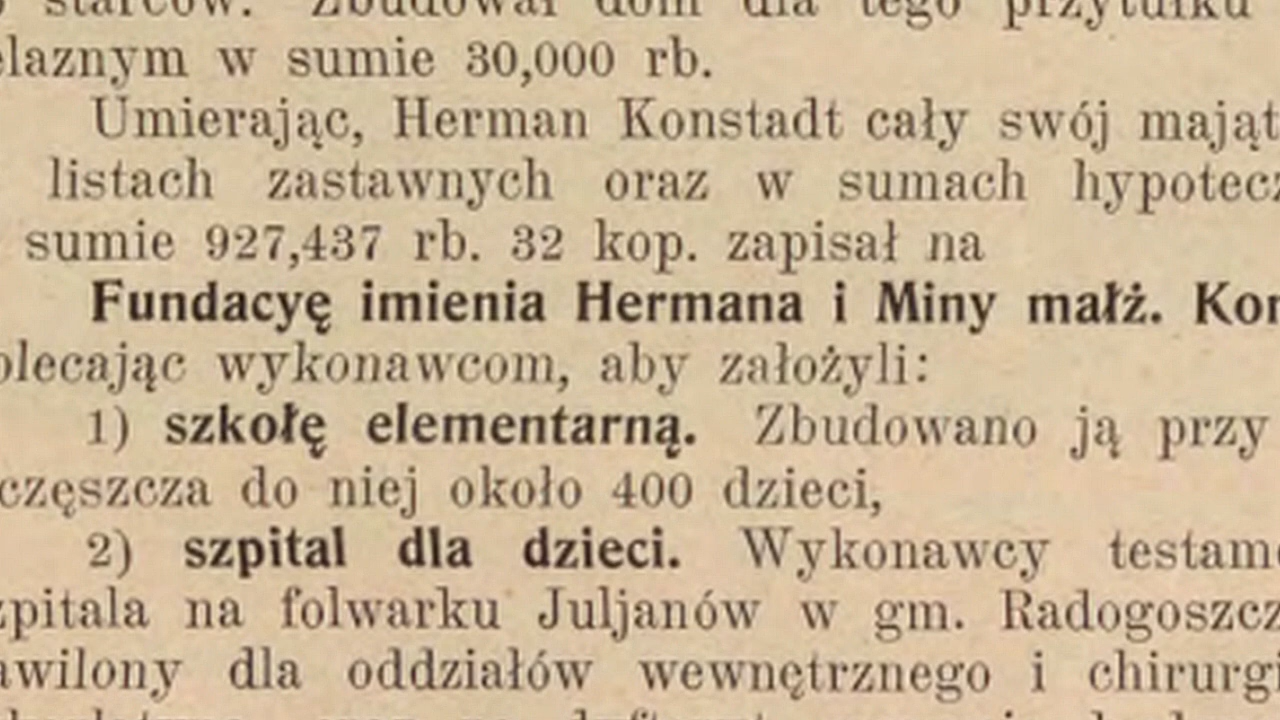 starców. Zbudował dom dla tego przytułku
elaznym w sumie 30,000 rb.
Umierając, Herman Konstadt cały swój mająt
listach zastawnych oraz w sumach hypotecz
sumie 927,437 rb. 32 kop. zapisał na
Fundacyę imienia Hermana i Miny małż. Kon
olecając wykonawcom, aby założyli:
1) szkołę elementarną. Zbudowano ją przy
częszcza do niej około 400 dzieci,
2) szpital dla dzieci. Wykonawcy testame
zpitala na folwarku Juljanów w gm. Radogoszcz
awilony dla oddziałów wewnętrznego i chirurgi